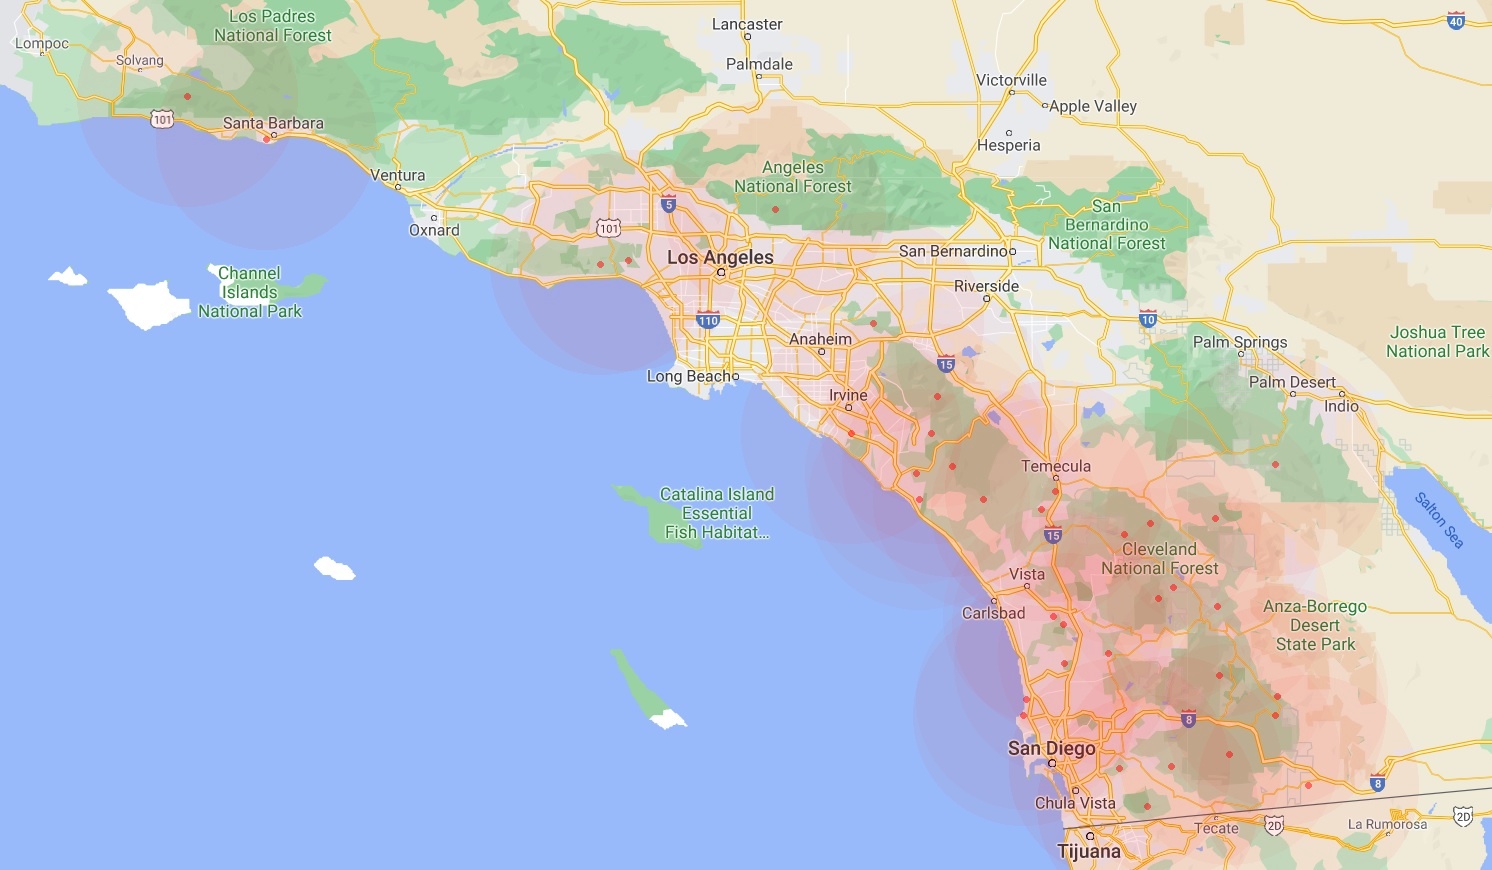 Los Padres
National Forest
Lompoc
Solvang
101
Santa Barbara
Ventura
Oxnard
Channel
Islands
National Park
Lancaster
Palmdale
Victorville
Apple Valley
Hesperia
40
Angeles
National Forest
5
101
Los Angeles
San
Bernardino
National Forest
San Bernardino
Riverside
110
Anaheim
Long Beach
Irvine
15
10
Palm Springs
Joshua Tree
National Park
Palm Desert
Indio
Temecula
Catalina Island
Essential
Fish Habitat...
Salton Sea
15
Cleveland
National Forest
Vista
Carlsbad
Anza-Borrego
Desert
State Park
8
San Diego
8
Chula Vista
Tecate
2D
La Rumorosa
2D
Tijuana